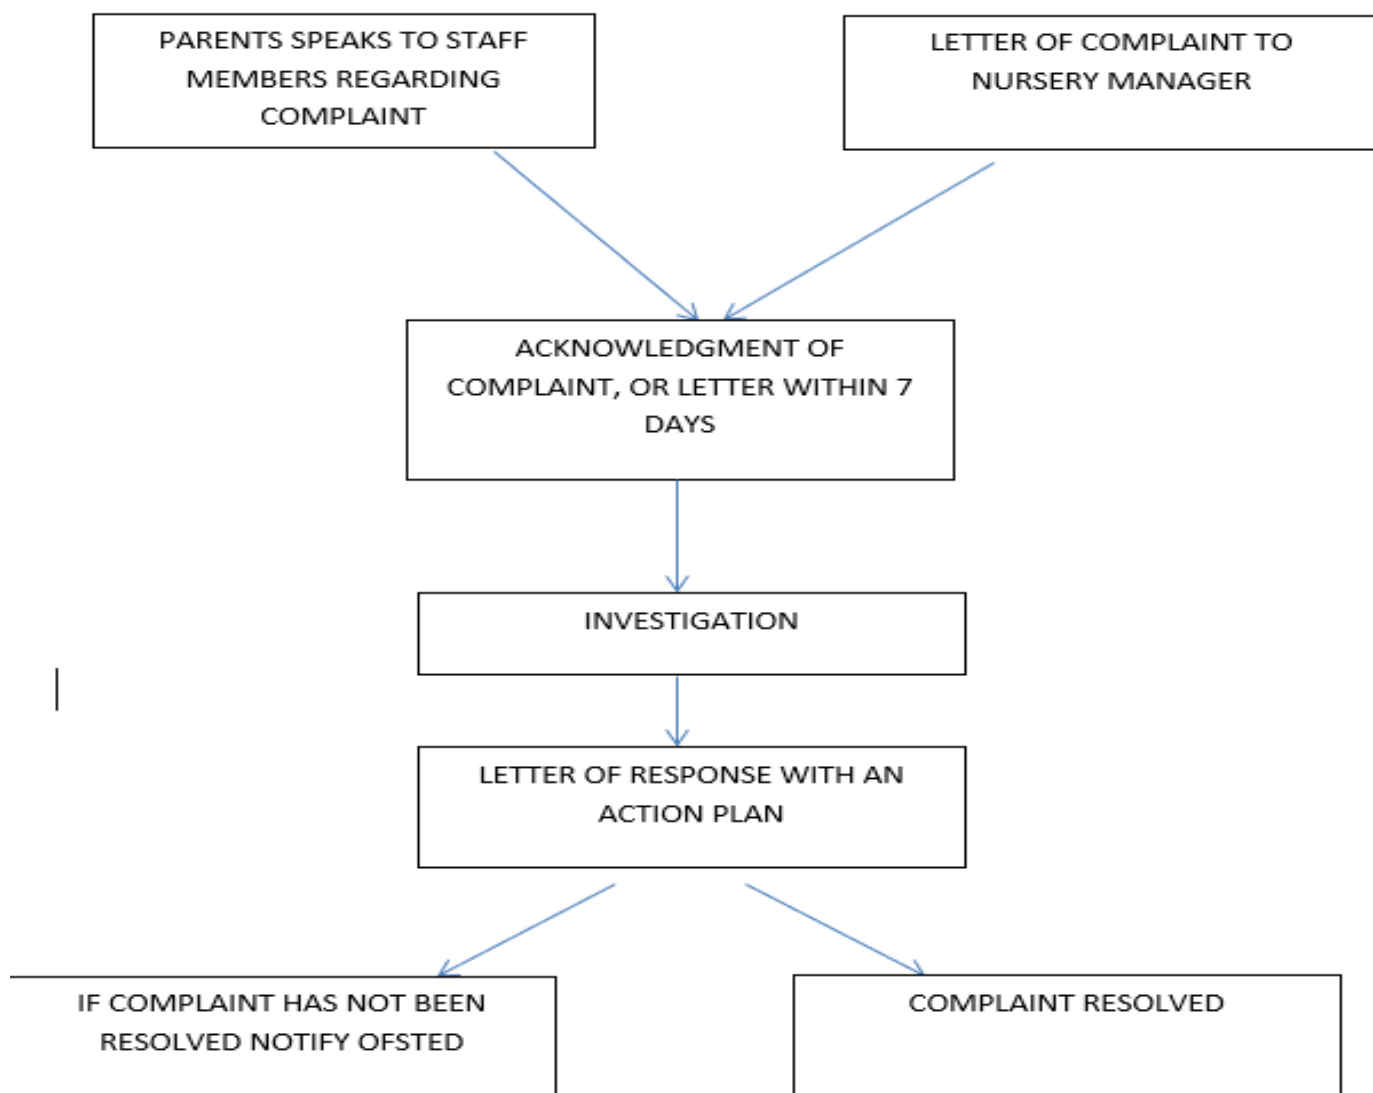 PARENTS SPEAKS TO STAFF
MEMBERS REGARDING
COMPLAINT
LETTER OF COMPLAINT TO
NURSERY MANAGER
ACKNOWLEDGMENT OF
COMPLAINT, OR LETTER WITHIN 7
DAYS
INVESTIGATION
LETTER OF RESPONSE WITH AN
ACTION PLAN
IF COMPLAINT HAS NOT BEEN
RESOLVED NOTIFY OFSTED
COMPLAINT RESOLVED